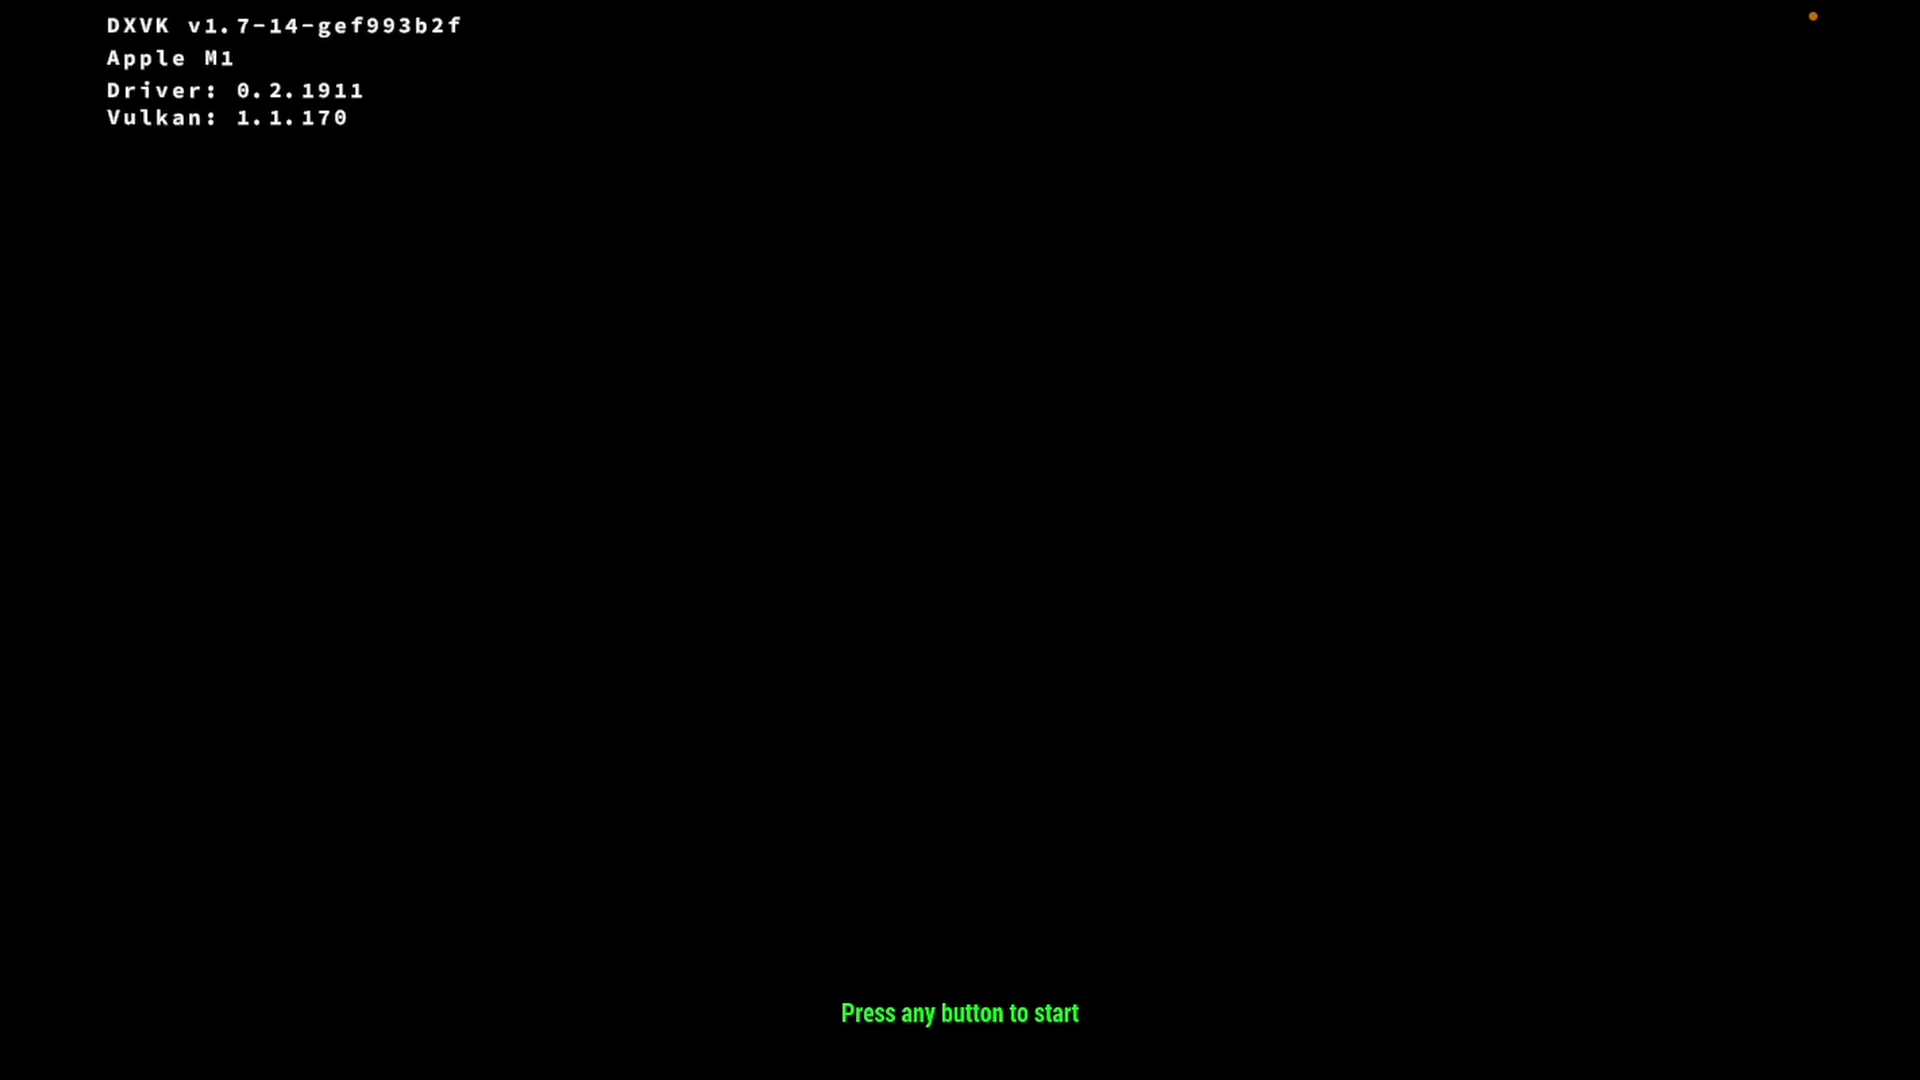 DXVK v1.7-14-gef993b2f
Apple M1
Driver: 0.2.1911
Vulkan: 1.1.170
Press any button to start